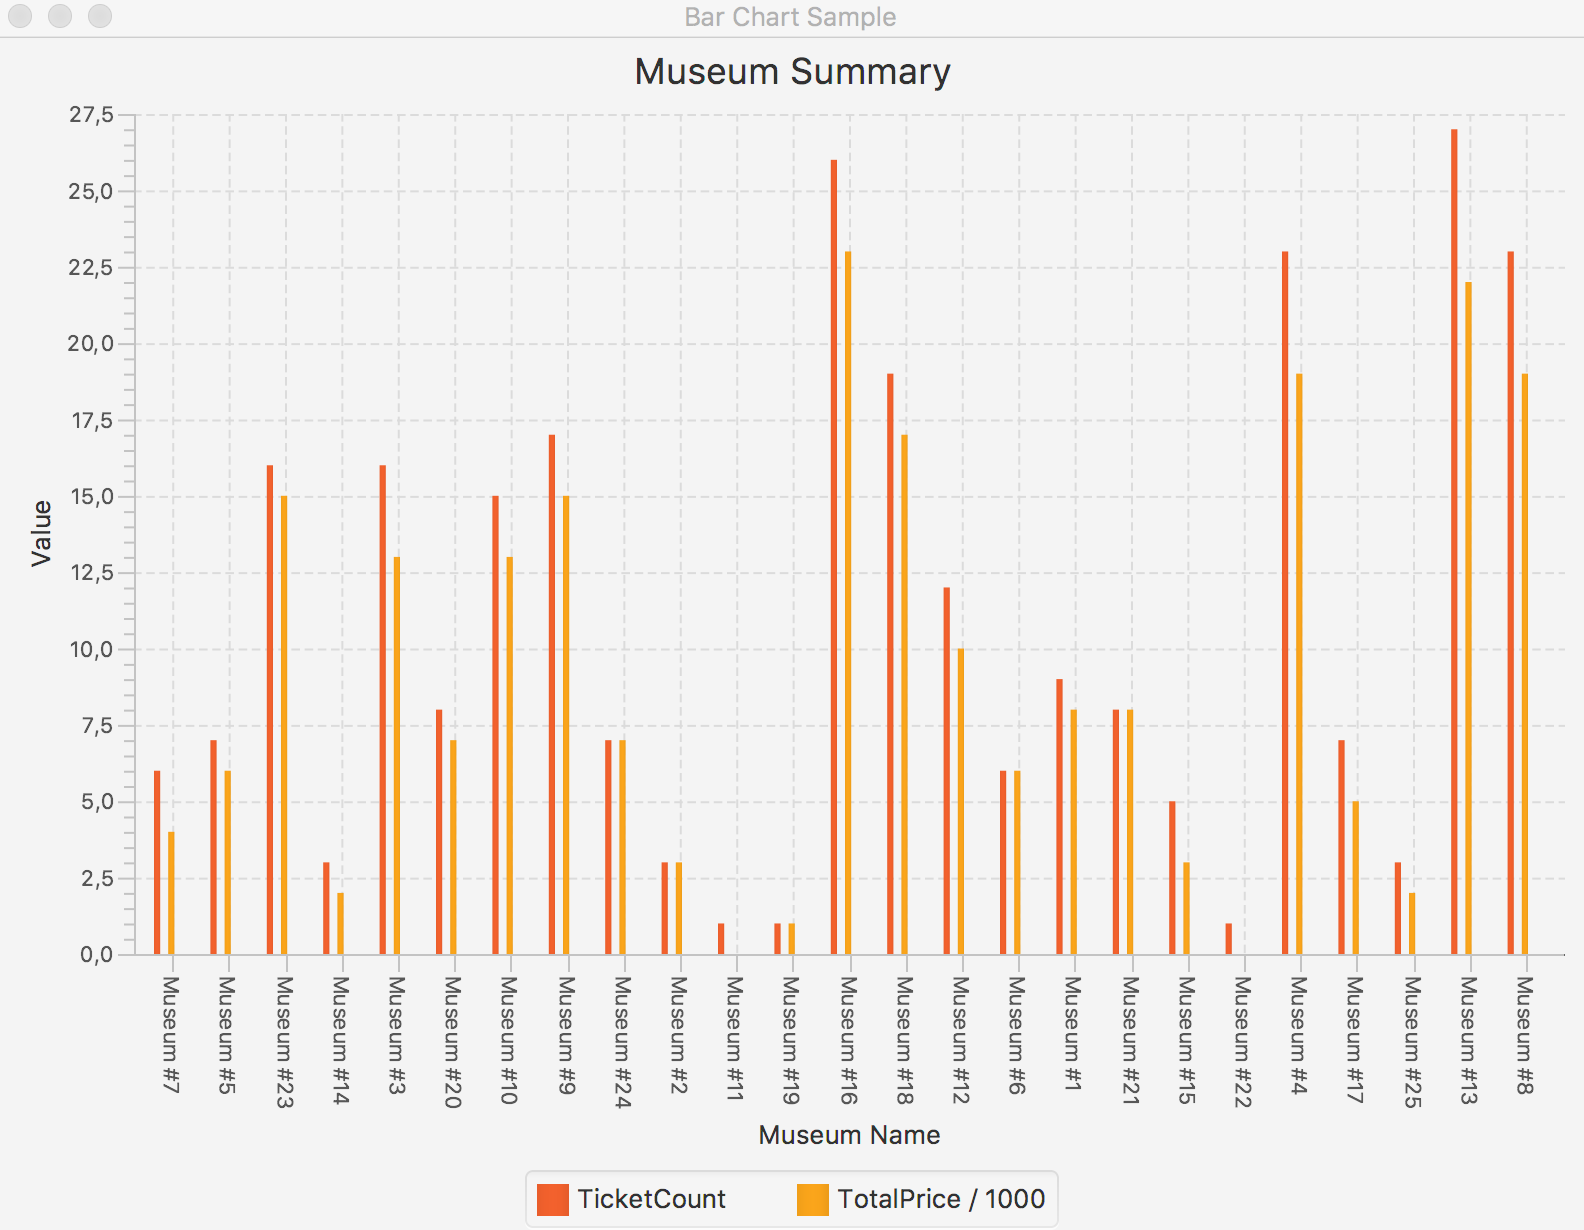 Bar Chart Sample
Museum Summary
27,5
25,0
22,5
20,0
17,5
15,0
12,5
10,0
7,5
5,0
2,5
0,0
Value
Museum #7
Museum #5
Museum #23
Museum #14
Museum #3
Museum #20
Museum #10
Museum #9
Museum #24
Museum #2
Museum #11
Museum #19
Museum #16
Museum #18
Museum #12
Museum #6
Museum #1
Museum #21
Museum #15
Museum #22
Museum #4
Museum #17
Museum #25
Museum #13
Museum #8
Museum Name
TicketCount
TotalPrice / 1000